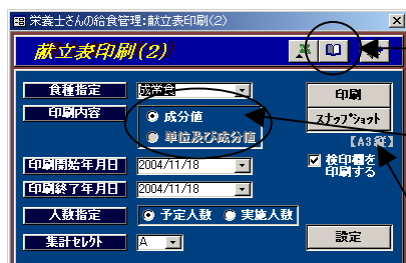 栄養士さんの給食管理:献立表印刷(2)
献立表印刷(2)
食種指定 成常食
印刷
印刷内容 成分値
単位及び成分値
スナップショット
【A3縦】
印刷開始年月日 2004/11/18
検印欄を
印刷する
印刷終了年月日 2004/11/18
人数指定 予定人数 実施人数
集計セレクト A
設定